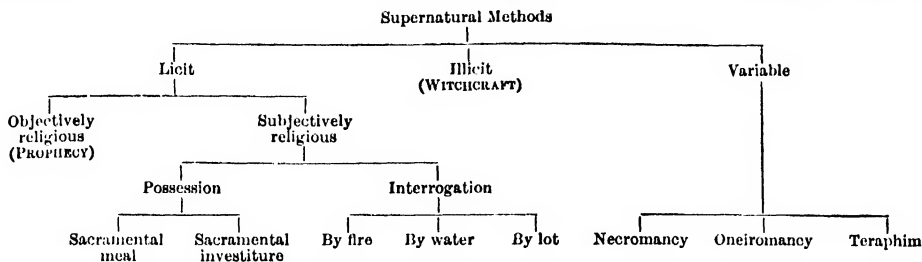 Supernatural Methods
Licit Illicit Variable
(WITCHCRAFT)
Objectively Subjectively
religious religious
(PROPHECY)
Possession Interrogation
Sacramental Sacramental By fire By water By lot Necromancy Oneiromancy Teraphim
meal investiture